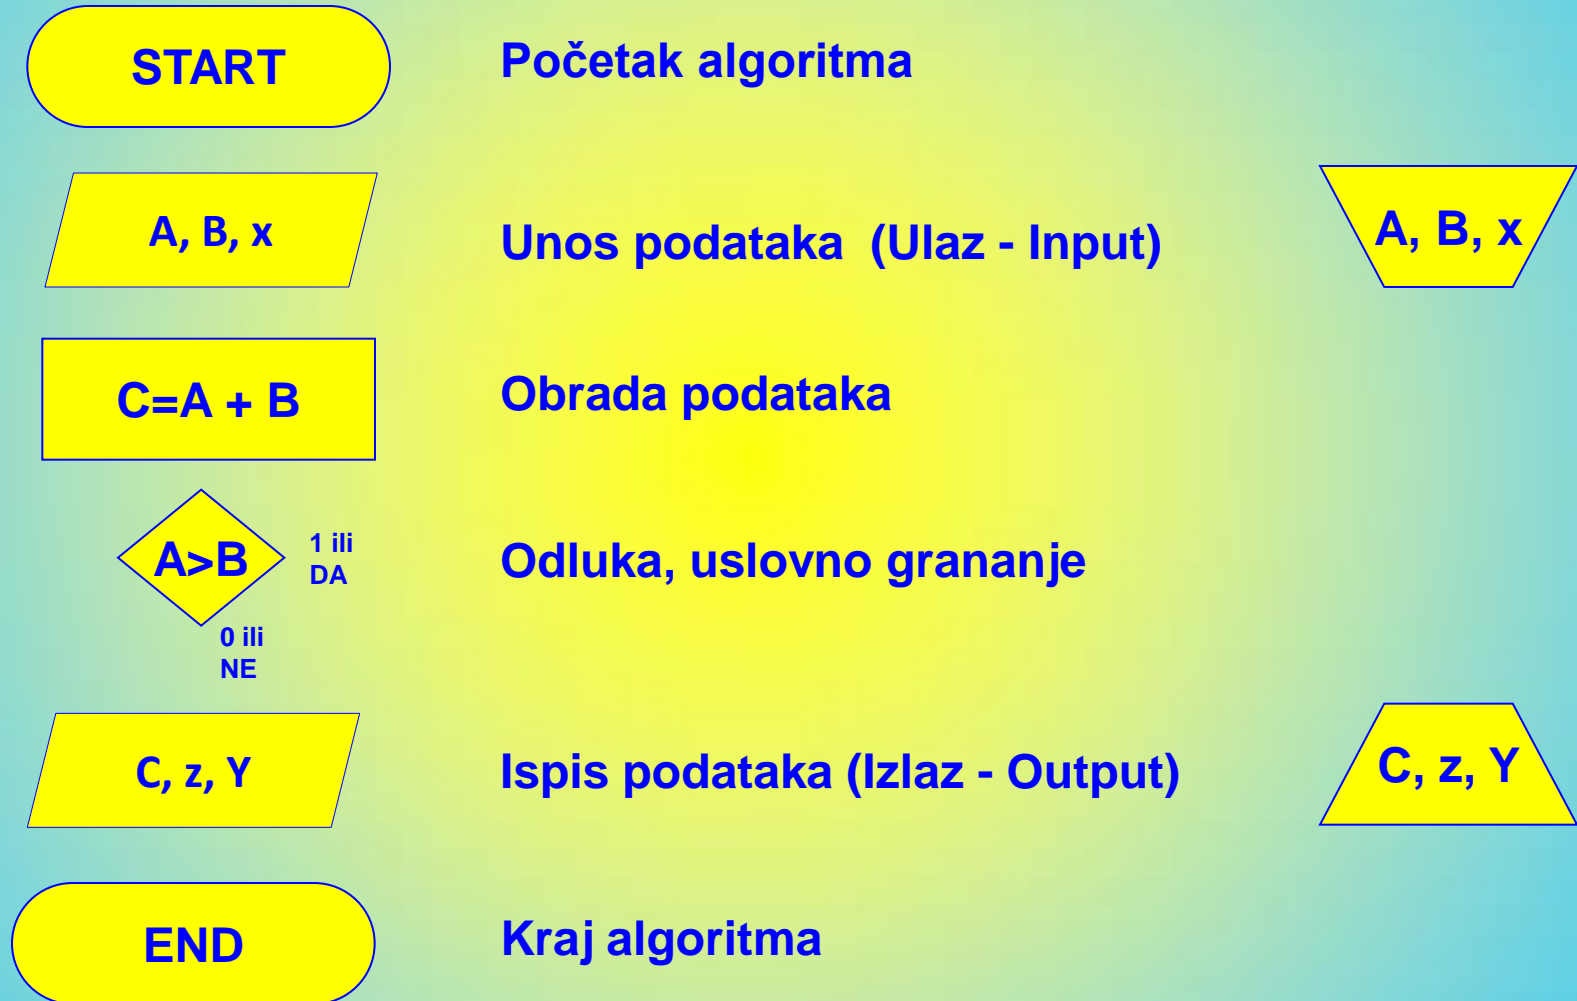 START
Početak algoritma
A, B, x
Unos podataka (Ulaz - Input)
A, B, x
C=A + B
Obrada podataka
A>B
1 ili
DA
0 ili
NE
Odluka, uslovno grananje
C, z, Y
Ispis podataka (Izlaz - Output)
C, z, Y
END
Kraj algoritma